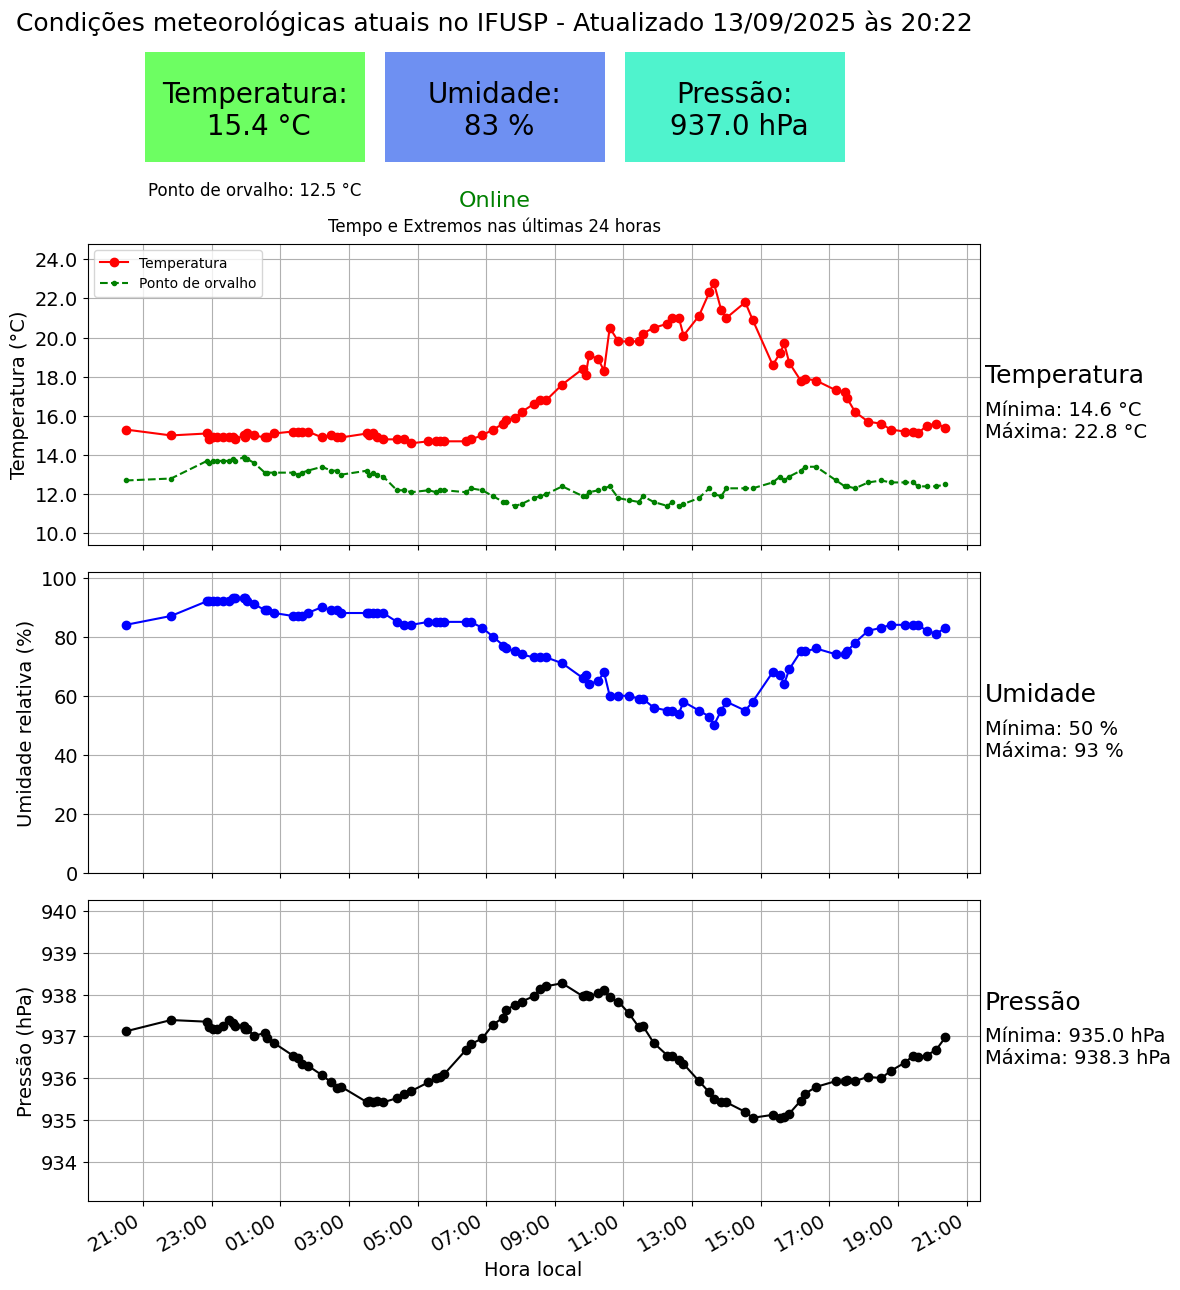 Condições meteorológicas atuais no IFUSP - Atualizado 13/09/2025 às 20:22
Temperatura:
15.4 °C
Umidade:
83 %
Pressão:
937.0 hPa
Ponto de orvalho: 12.5 °C
Online
Tempo e Extremos nas últimas 24 horas
Temperatura
Ponto de orvalho
Temperatura (°C)
24.0
22.0
20.0
18.0
16.0
14.0
12.0
10.0
Temperatura
Mínima: 14.6 °C
Máxima: 22.8 °C
Umidade relativa (%)
100
80
60
40
20
0
Umidade
Mínima: 50 %
Máxima: 93 %
Pressão (hPa)
940
939
938
937
936
935
934
Pressão
Mínima: 935.0 hPa
Máxima: 938.3 hPa
21:00 23:00 01:00 03:00 05:00 07:00 09:00 11:00 13:00 15:00 17:00 19:00 21:00
Hora local